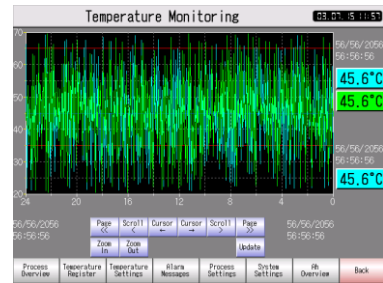 Temperature Monitoring
03. 07. 15 11:57
70
60
50
40
30
20
24 20 16 12 8 4 0
56/56/2056
56:56:56
45.6°C
45.6°C
56/56/2056
56:56:56
45.6°C
56/56/2056
56:56:56
Page << Scroll < Cursor ← Cursor → Scroll > Page >>
56/56/2056
56:56:56
Zoom In Zoom Out Update
Process Overview Temperature Register Temperature Settings Alarm Messages Process Settings System Settings Ah Overview Back